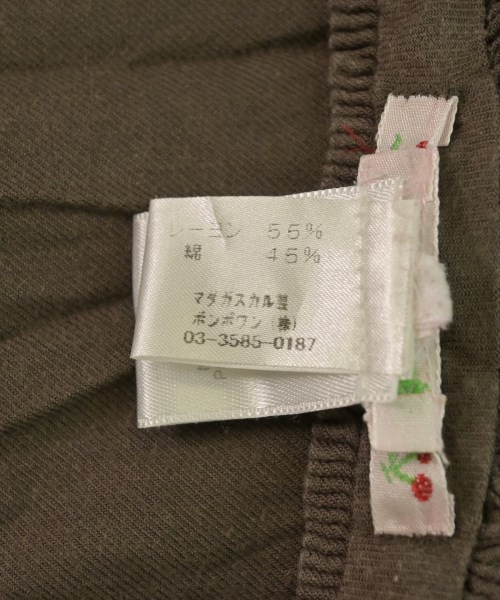 レーヨン 55%
綿 45%
マダガスカル製
ボンポワン(株)
03-3585-0187